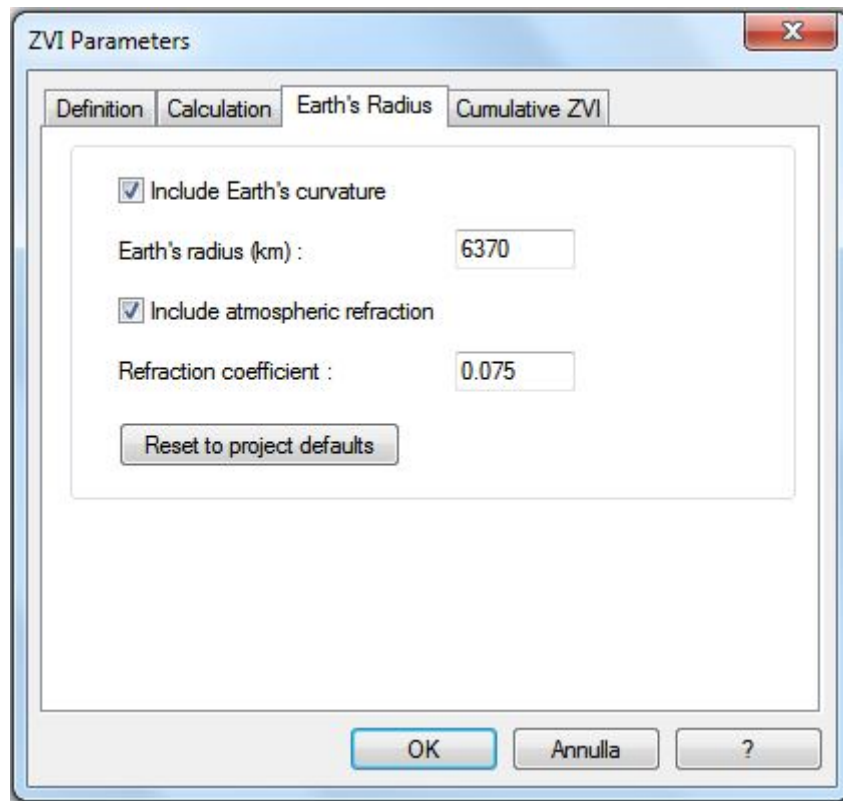 ZVI Parameters
Definition Calculation Earth's Radius Cumulative ZVI
Include Earth's curvature
Earth's radius (km) : 6370
Include atmospheric refraction
Refraction coefficient : 0.075
Reset to project defaults
OK Annulla ?